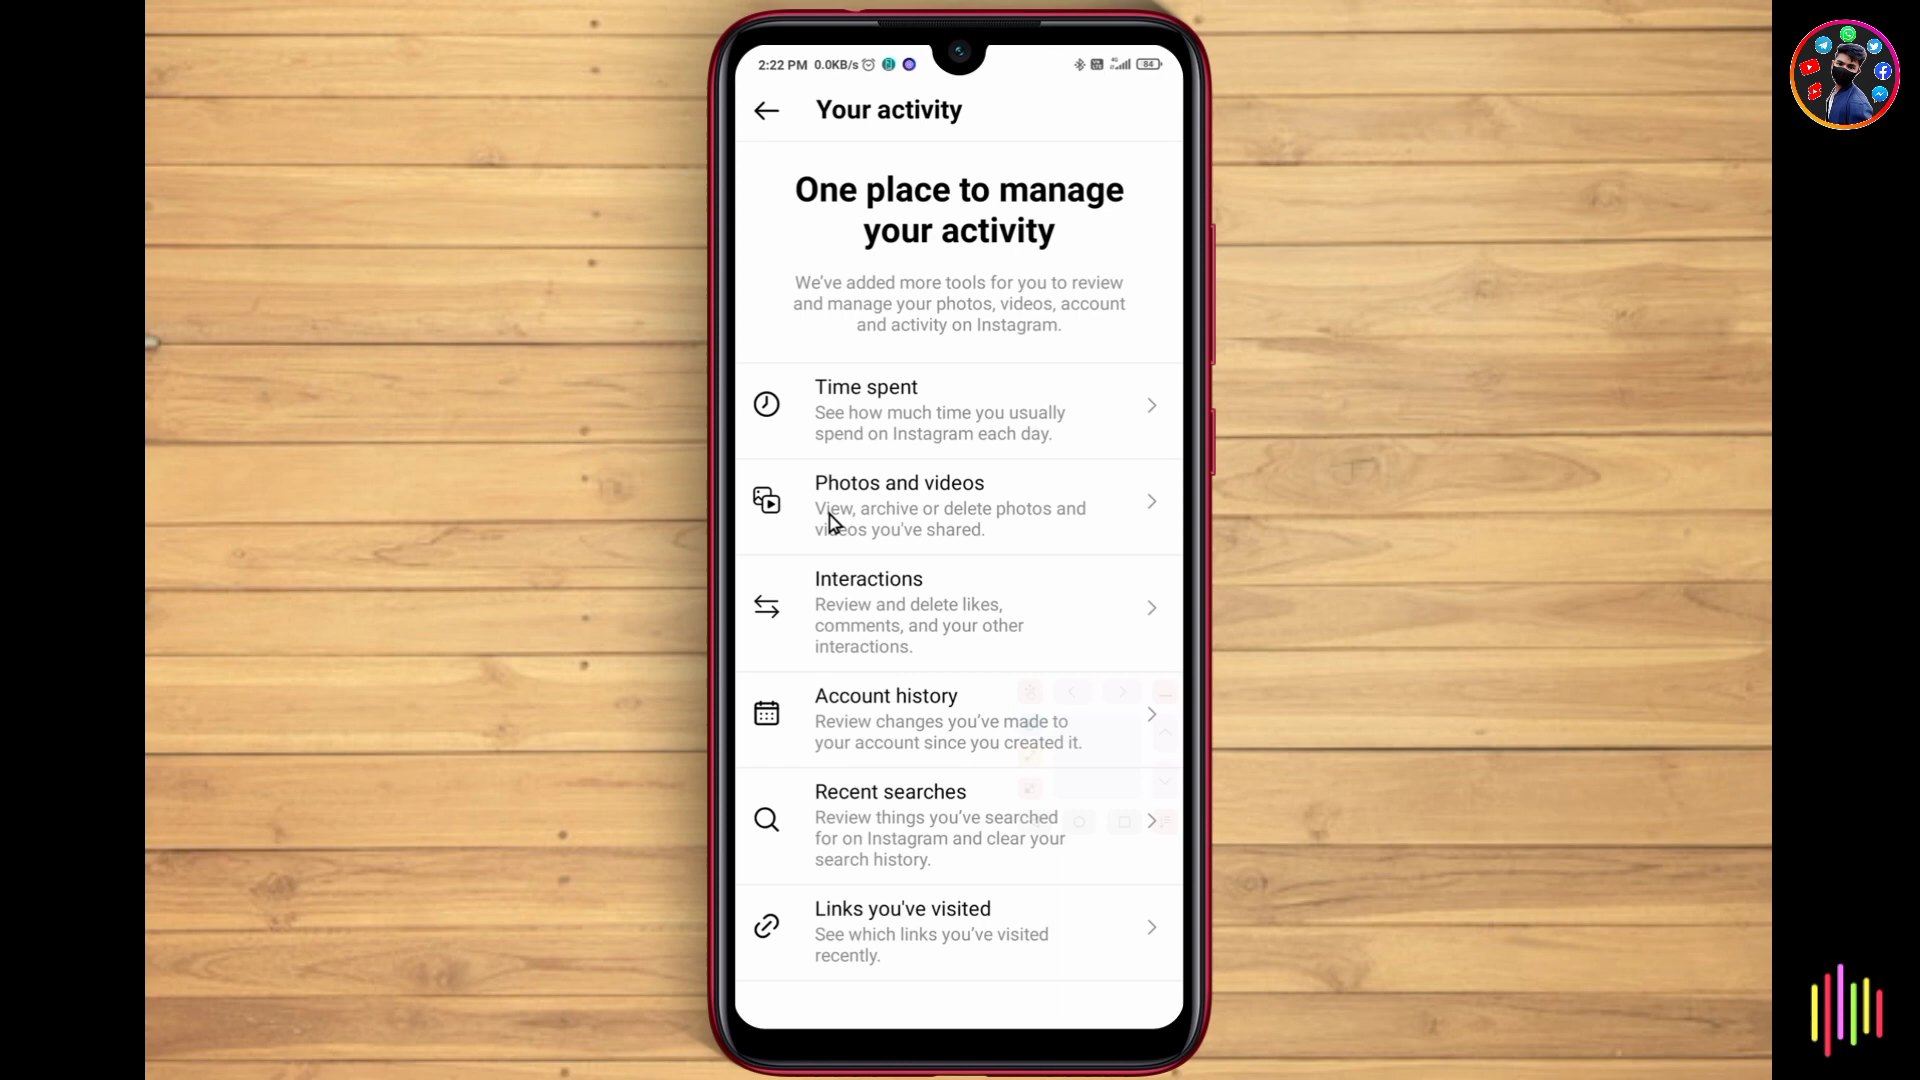 2:22 PM 0.0KB/s 84
Your activity
One place to manage
your activity
We've added more tools for you to review
and manage your photos, videos, account
and activity on Instagram.
Time spent
See how much time you usually
spend on Instagram each day.
Photos and videos
View, archive or delete photos and
videos you've shared.
Interactions
Review and delete likes,
comments, and your other
interactions.
Account history
Review changes you've made to
your account since you created it.
Recent searches
Review things you've searched
for on Instagram and clear your
search history.
Links you've visited
See which links you've visited
recently.